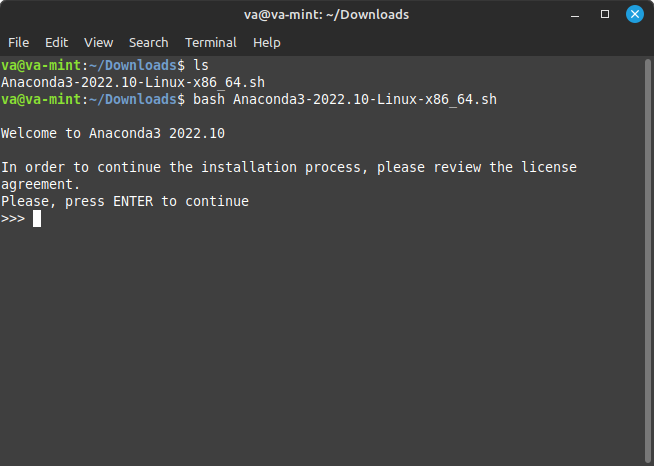 va@va-mint: ~/Downloads
File Edit View Search Terminal Help
va@va-mint:~/Downloads$ ls
Anaconda3-2022.10-Linux-x86_64.sh
va@va-mint:~/Downloads$ bash Anaconda3-2022.10-Linux-x86_64.sh
Welcome to Anaconda3 2022.10
In order to continue the installation process, please review the license
agreement.
Please, press ENTER to continue
>>>